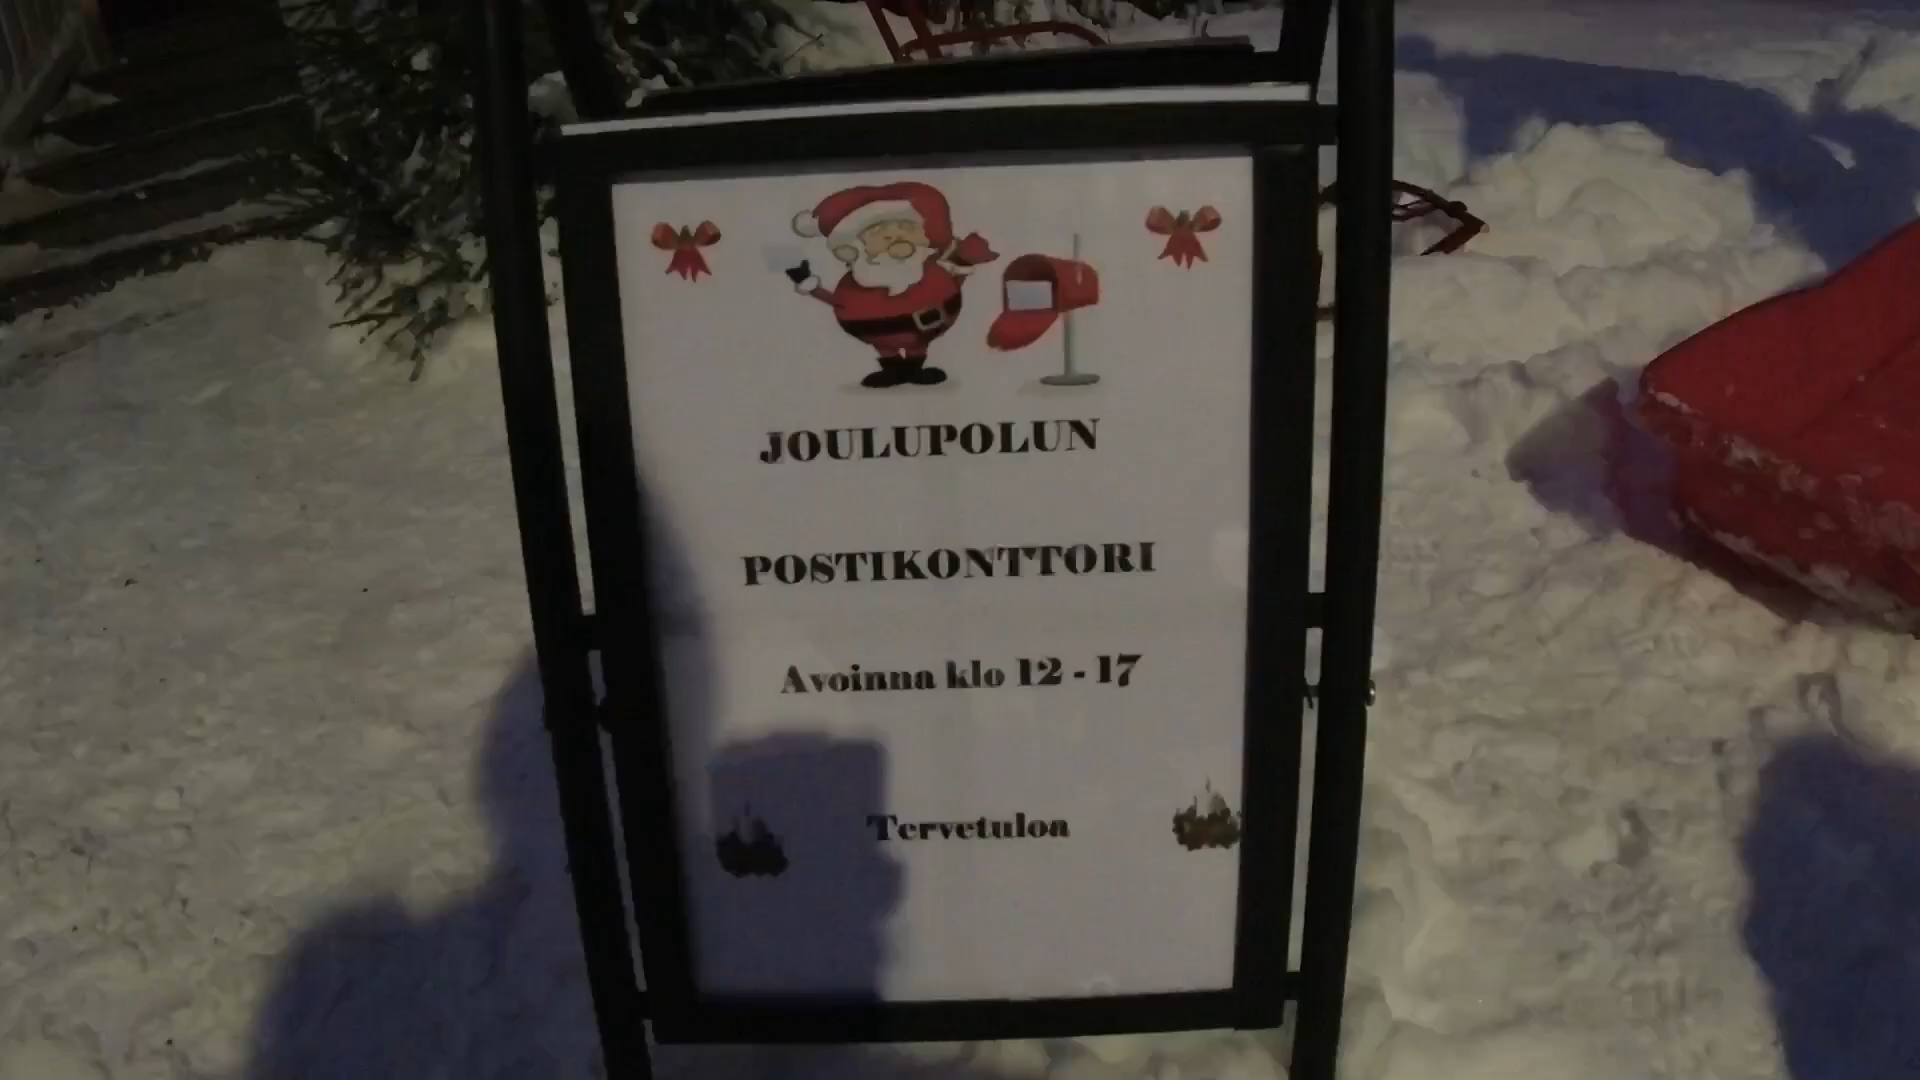 JOULUPOLUN
POSTIKONTTORI
Avoinna klo 12 - 17
Tervetuloa